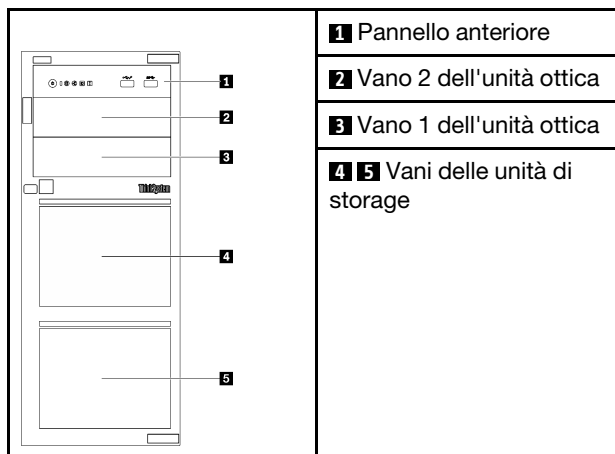 1 Pannello anteriore
2 Vano 2 dell'unità ottica
3 Vano 1 dell'unità ottica
4 5 Vani delle unità di
storage
1
2
3
ThinkSystem
4
5